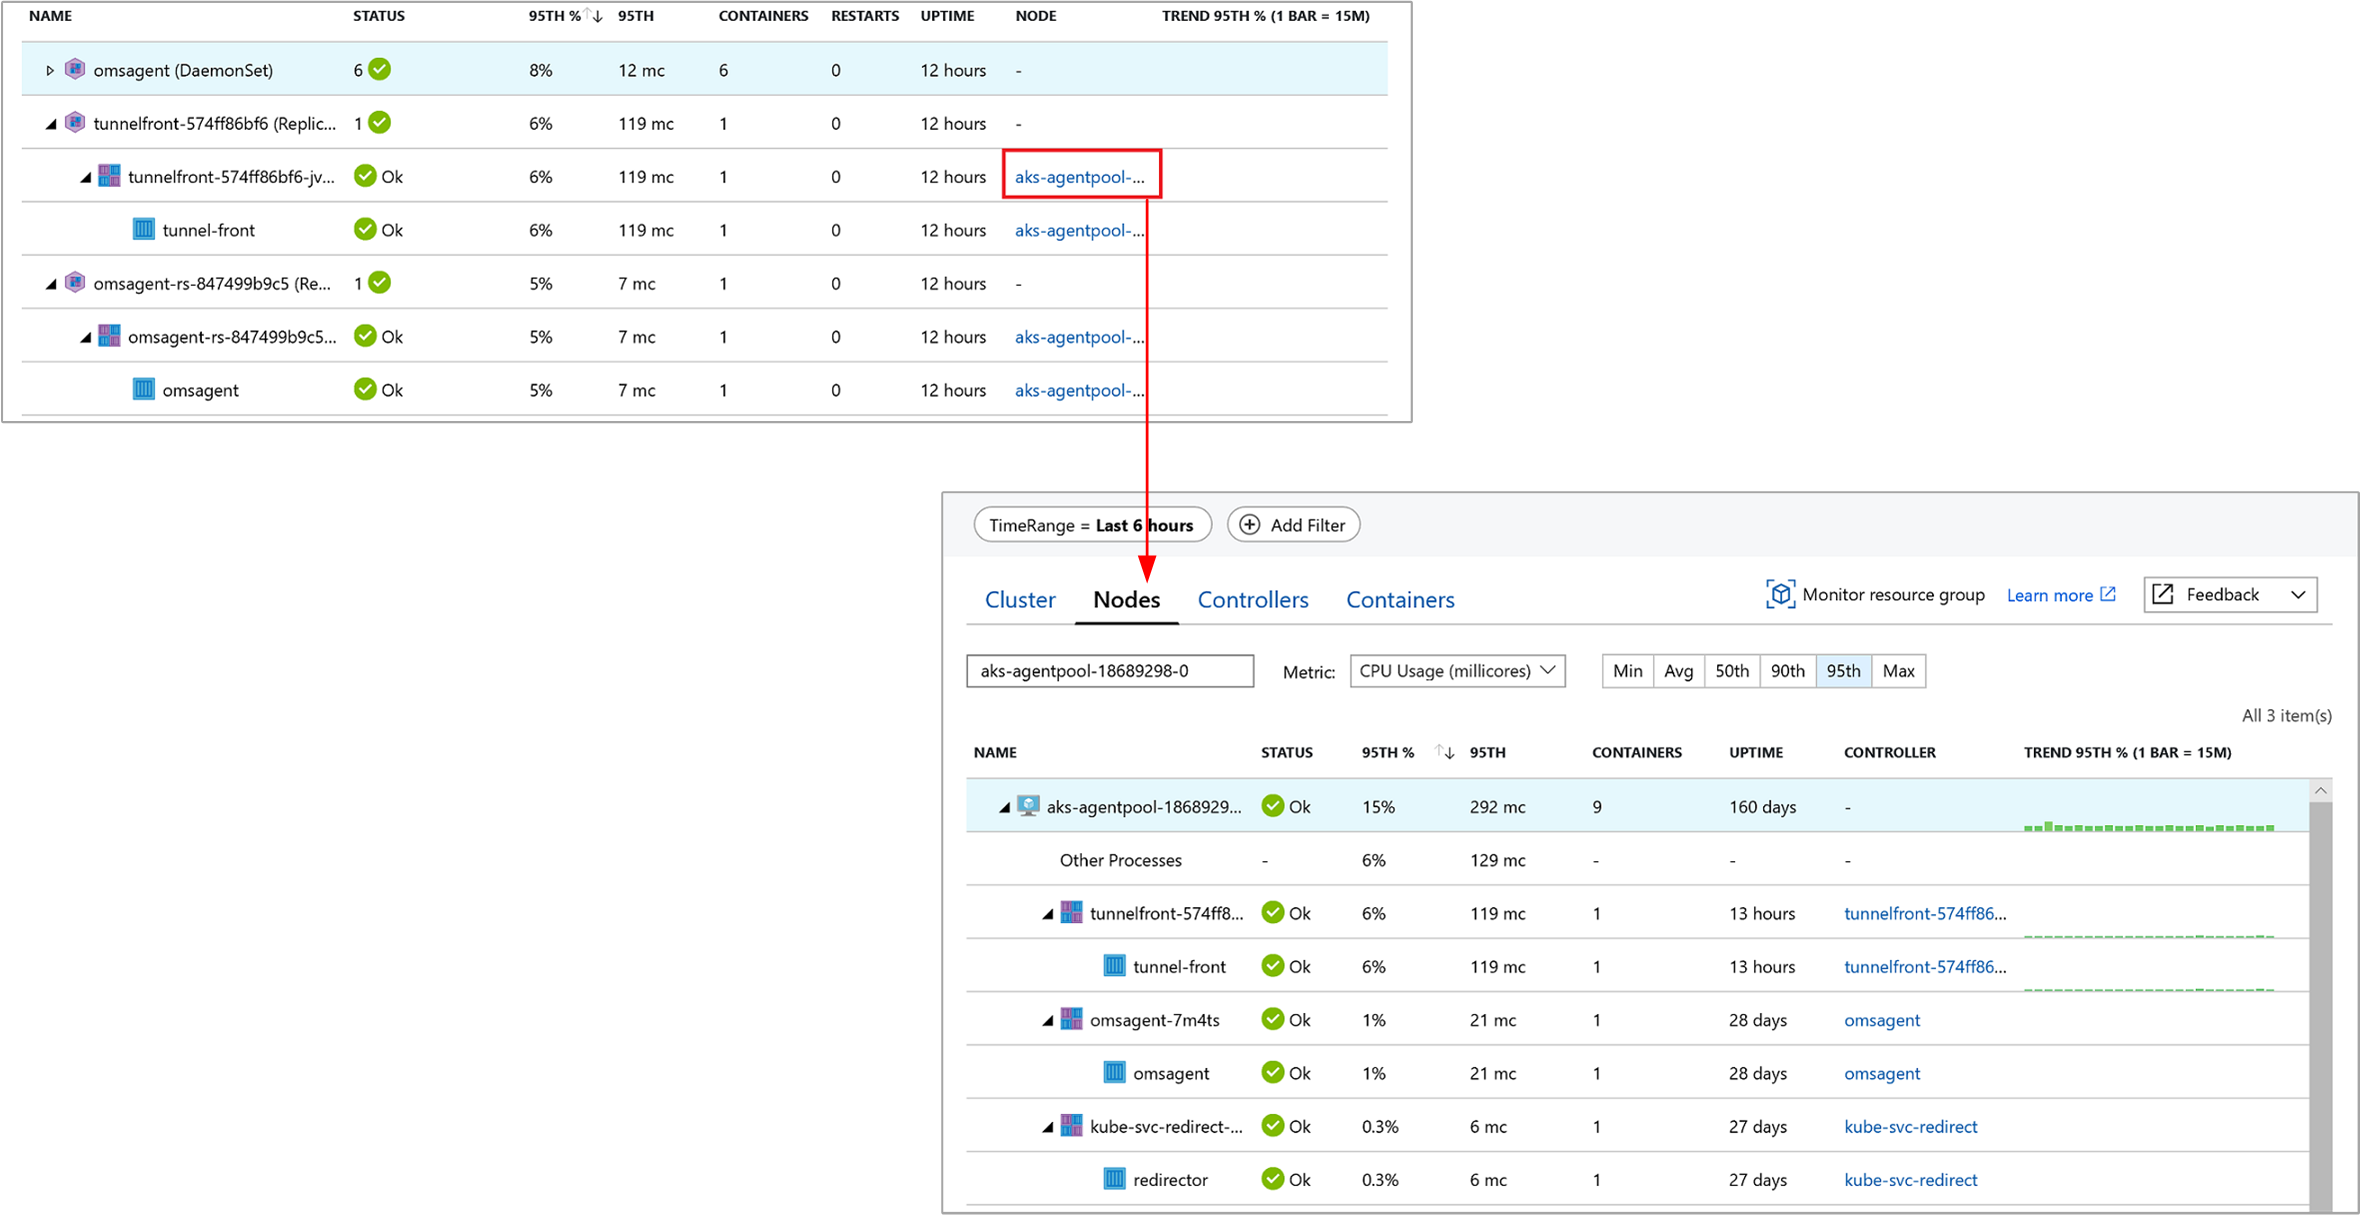 NAME STATUS 95TH % 95TH CONTAINERS RESTARTS UPTIME NODE TREND 95TH % (1 BAR = 15M)
omsagent (DaemonSet) 6 8% 12 mc 6 0 12 hours -
tunnelfront-574ff86bf6 (Replic... 1 6% 119 mc 1 0 12 hours -
tunnelfront-574ff86bf6-jv... Ok 6% 119 mc 1 0 12 hours aks-agentpool-...
tunnel-front Ok 6% 119 mc 1 0 12 hours aks-agentpool-...
omsagent-rs-847499b9c5 (Re... 1 5% 7 mc 1 0 12 hours -
omsagent-rs-847499b9c5... Ok 5% 7 mc 1 0 12 hours aks-agentpool-...
omsagent Ok 5% 7 mc 1 0 12 hours aks-agentpool-...
TimeRange = Last 6 hours Add Filter
Cluster Nodes Controllers Containers Monitor resource group Learn more Feedback
aks-agentpool-18689298-0 Metric: CPU Usage (millicores) Min Avg 50th 90th 95th Max
All 3 item(s)
NAME STATUS 95TH % 95TH CONTAINERS UPTIME CONTROLLER TREND 95TH % (1 BAR = 15M)
aks-agentpool-1868929... Ok 15% 292 mc 9 160 days -
Other Processes - 6% 129 mc - - -
tunnelfront-574ff8... Ok 6% 119 mc 1 13 hours tunnelfront-574ff86...
tunnel-front Ok 6% 119 mc 1 13 hours tunnelfront-574ff86...
omsagent-7m4ts Ok 1% 21 mc 1 28 days omsagent
omsagent Ok 1% 21 mc 1 28 days omsagent
kube-svc-redirect-... Ok 0.3% 6 mc 1 27 days kube-svc-redirect
redirector Ok 0.3% 6 mc 1 27 days kube-svc-redirect